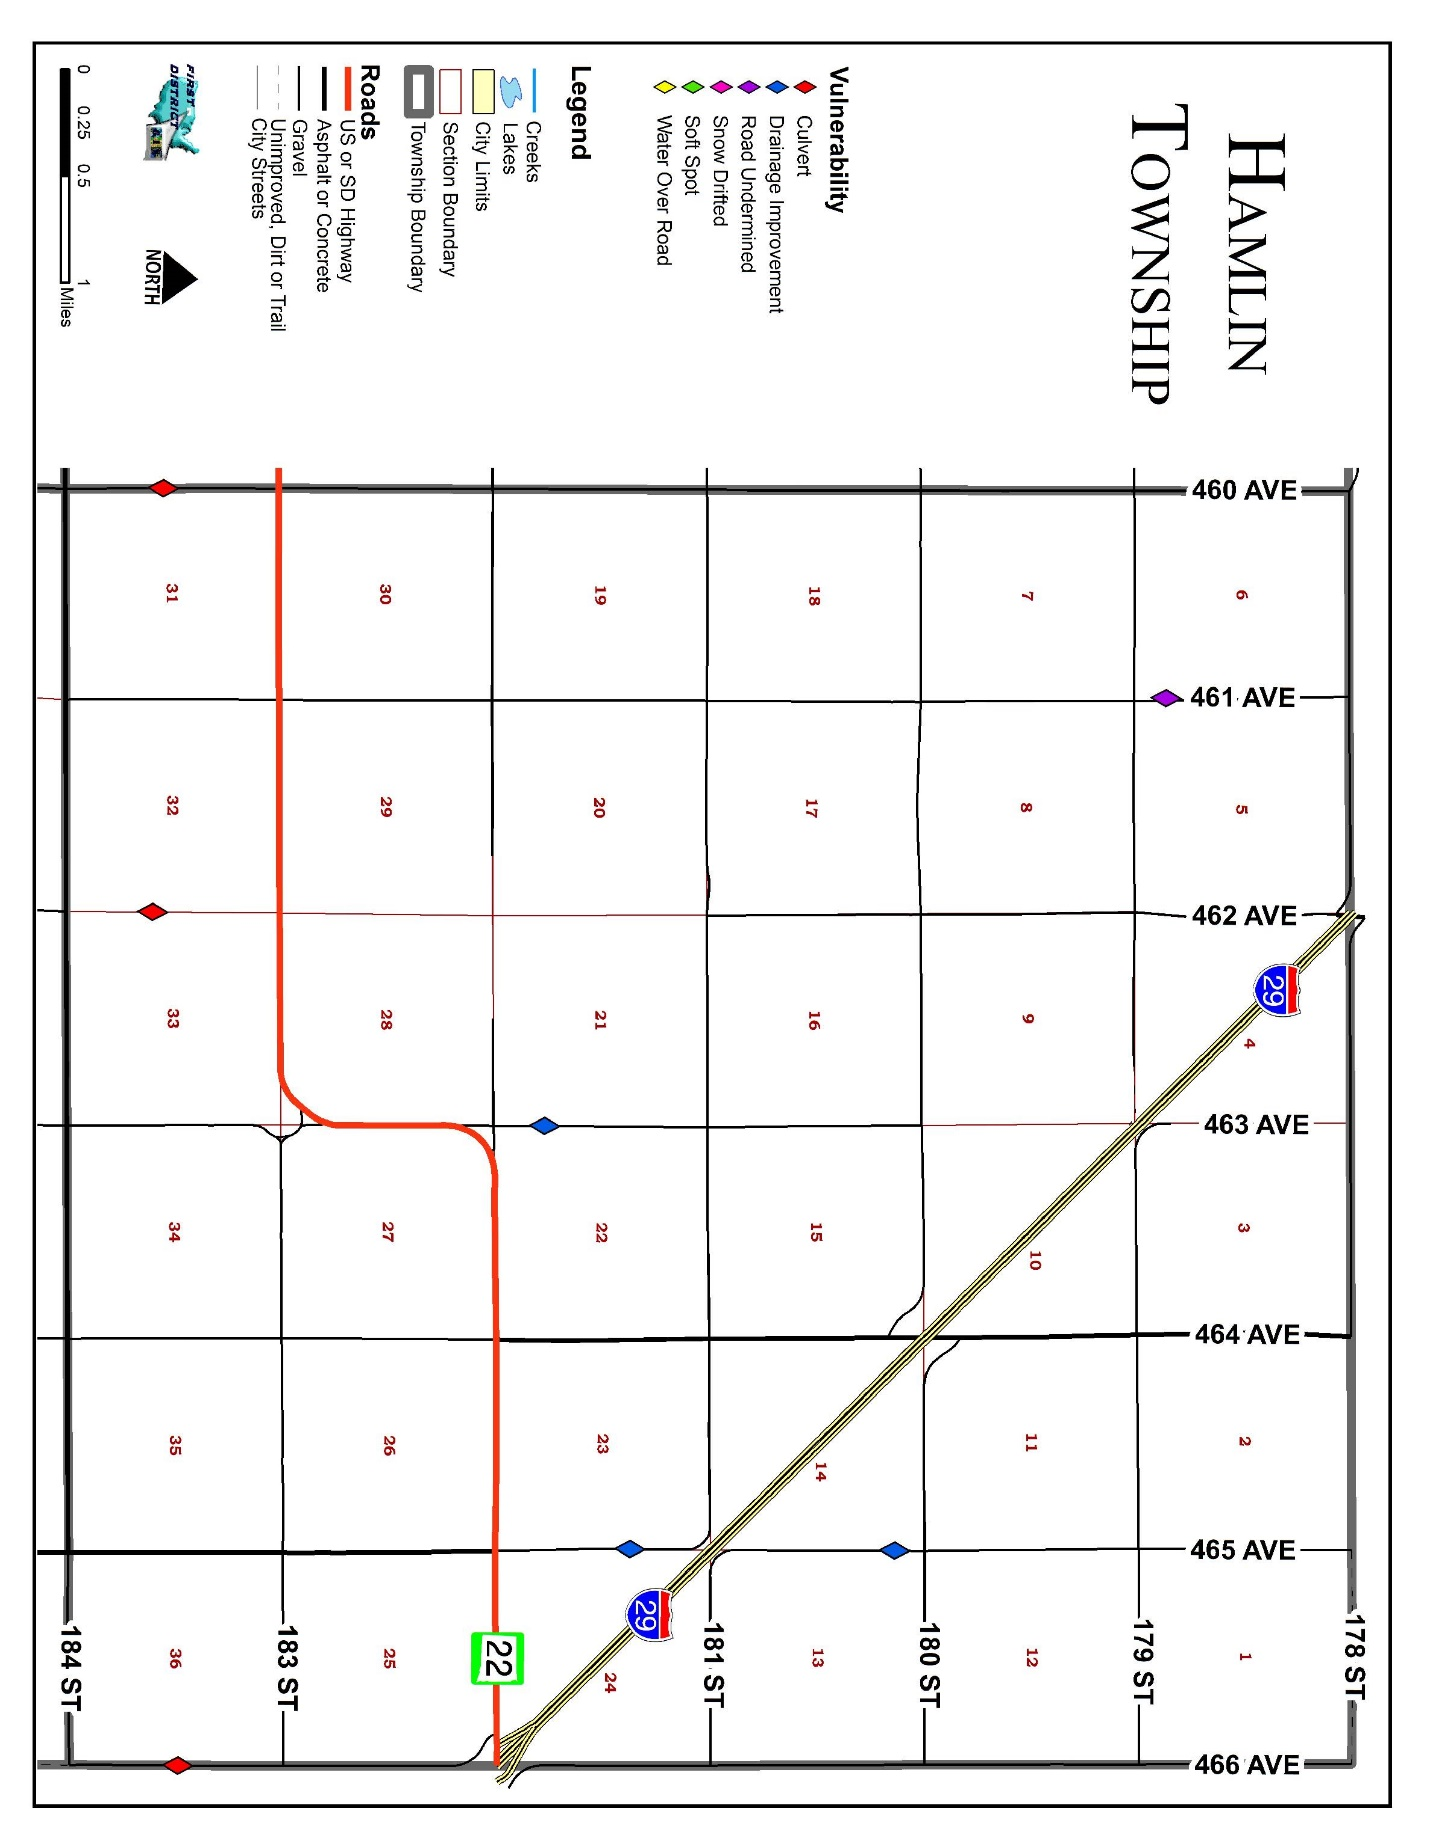 HAMLIN
TOWNSHIP
Vulnerability
Culvert
Drainage Improvement
Road Undermined
Snow Drifted
Soft Spot
Water Over Road
Legend
Creeks
Lakes
City Limits
Section Boundary
Township Boundary
Roads
US or SD Highway
Asphalt or Concrete
Gravel
Unimproved, Dirt or Trail
City Streets
FIRST
DISTRICT
NORTH
0 0.25 0.5 1
Miles
460 AVE
461 AVE
462 AVE
463 AVE
464 AVE
465 AVE
466 AVE
178 ST
179 ST
180 ST
181 ST
183 ST
184 ST
29
29
22
6 5 4 3 2 1
7 8 9 10 11 12
18 17 16 15 14 13
19 20 21 22 23 24
30 29 28 27 26 25
31 32 33 34 35 36